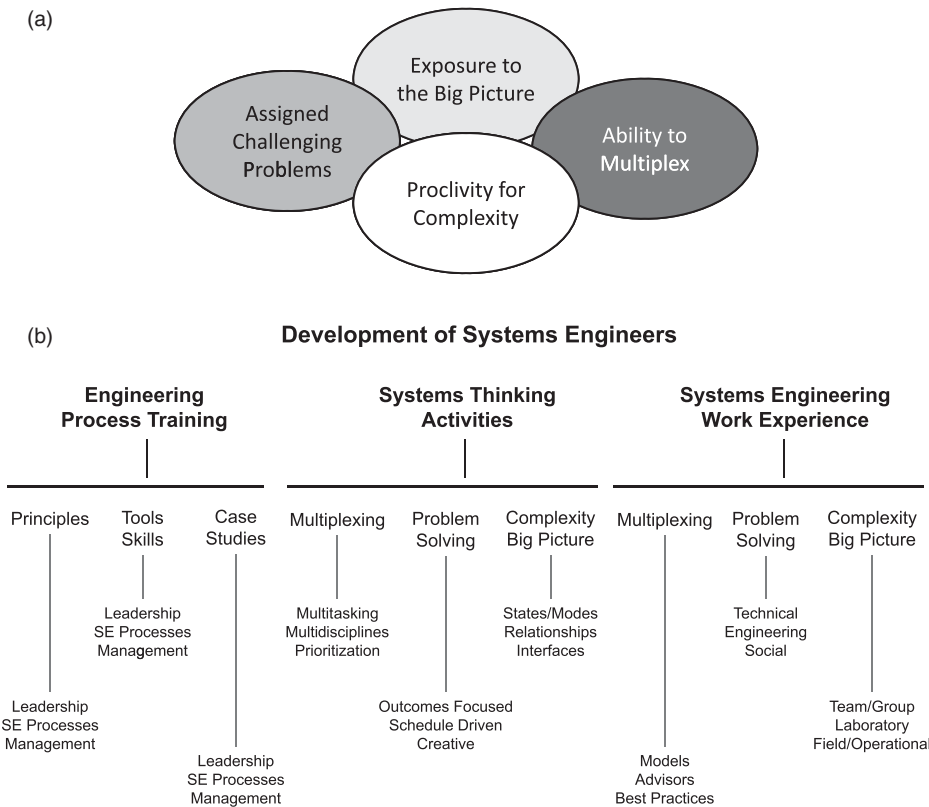 (a)
Exposure to
the Big Picture
Assigned
Challenging
Problems
Ability to
Multiplex
Proclivity for
Complexity
(b)
Development of Systems Engineers
Engineering
Process Training
Systems Thinking
Activities
Systems Engineering
Work Experience
Principles
Tools
Skills
Case
Studies
Multiplexing
Problem
Solving
Complexity
Big Picture
Multiplexing
Problem
Solving
Complexity
Big Picture
Leadership
SE Processes
Management
Leadership
SE Processes
Management
Leadership
SE Processes
Management
Multitasking
Multidisciplines
Prioritization
Outcomes Focused
Schedule Driven
Creative
States/Modes
Relationships
Interfaces
Models
Advisors
Best Practices
Technical
Engineering
Social
Team/Group
Laboratory
Field/Operational